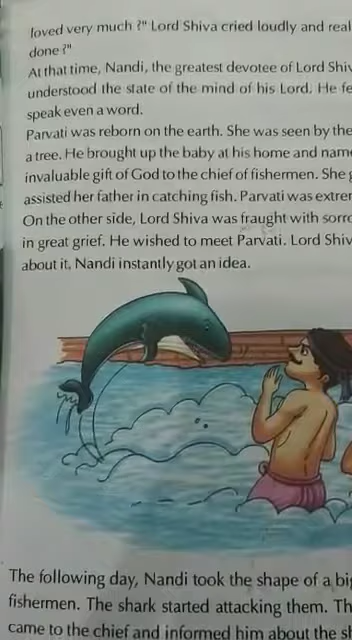 loved very much ?" Lord Shiva cried loudly and real
done ?"
At that time, Nandi, the greatest devotee of Lord Shiv
understood the state of the mind of his Lord. He fe
speak even a word.
Parvati was reborn on the earth. She was seen by the
a tree. He brought up the baby at his home and name
invaluable gift of God to the chief of fishermen. She g
assisted her father in catching fish. Parvati was extrem
On the other side, Lord Shiva was fraught with sorro
in great grief. He wished to meet Parvati. Lord Shiv
about it, Nandi instantly got an idea.
The following day, Nandi took the shape of a big
fishermen. The shark started attacking them. Th
came to the chief and informed him about the sh